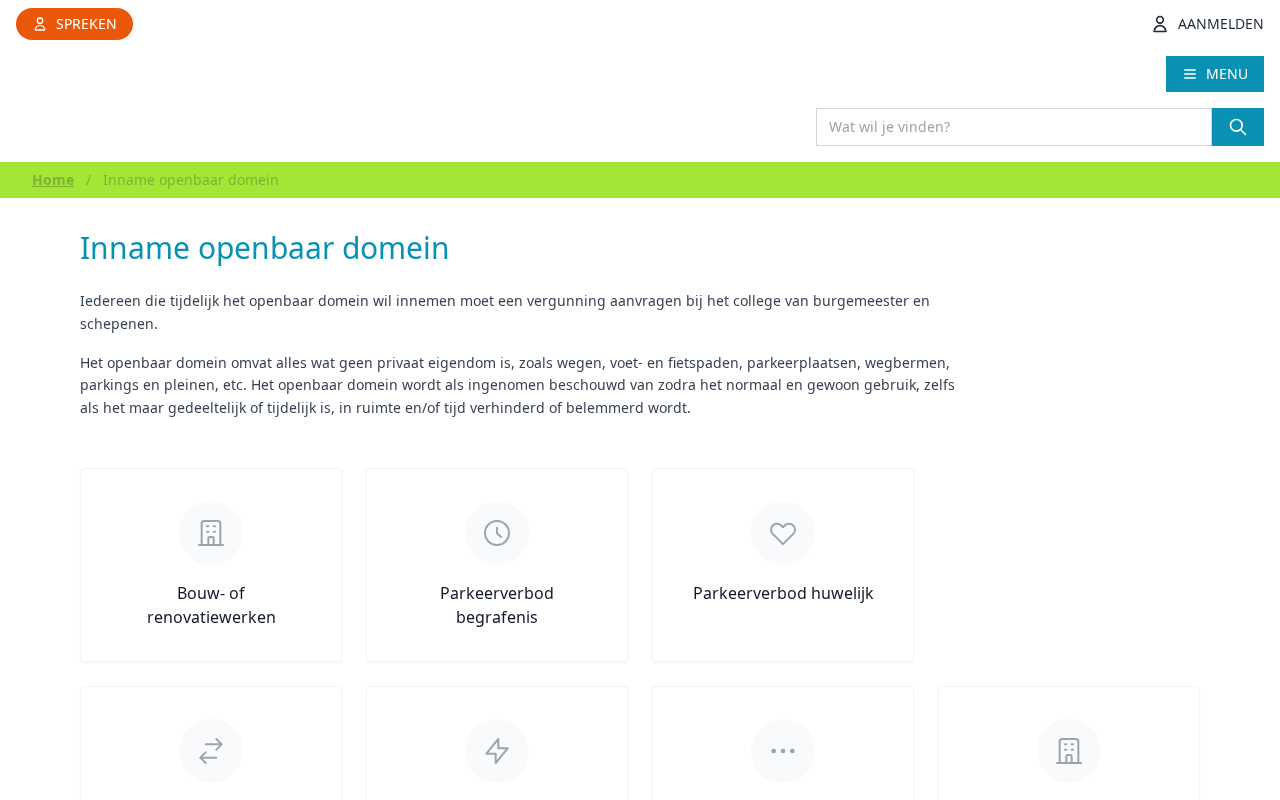 SPREKEN
AANMELDEN
MENU
Wat wil je vinden?
Home / Inname openbaar domein
Inname openbaar domein
Iedereen die tijdelijk het openbaar domein wil innemen moet een vergunning aanvragen bij het college van burgemeester en
schepenen.
Het openbaar domein omvat alles wat geen privaat eigendom is, zoals wegen, voet- en fietspaden, parkeerplaatsen, wegbermen,
parkings en pleinen, etc. Het openbaar domein wordt als ingenomen beschouwd van zodra het normaal en gewoon gebruik, zelfs
als het maar gedeeltelijk of tijdelijk is, in ruimte en/of tijd verhinderd of belemmerd wordt.
Bouw- of
renovatiewerken
Parkeerverbod
begrafenis
Parkeerverbod huwelijk